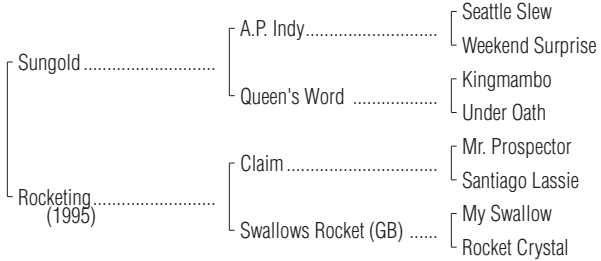 Seattle Slew
A.P. Indy..............................
Weekend Surprise
Sungold .............................
Kingmambo
Queen's Word ...................
Under Oath
Mr. Prospector
Claim ..................................
Santiago Lassie
Rocketing...........................
(1995)
My Swallow
Swallows Rocket (GB) ......
Rocket Crystal